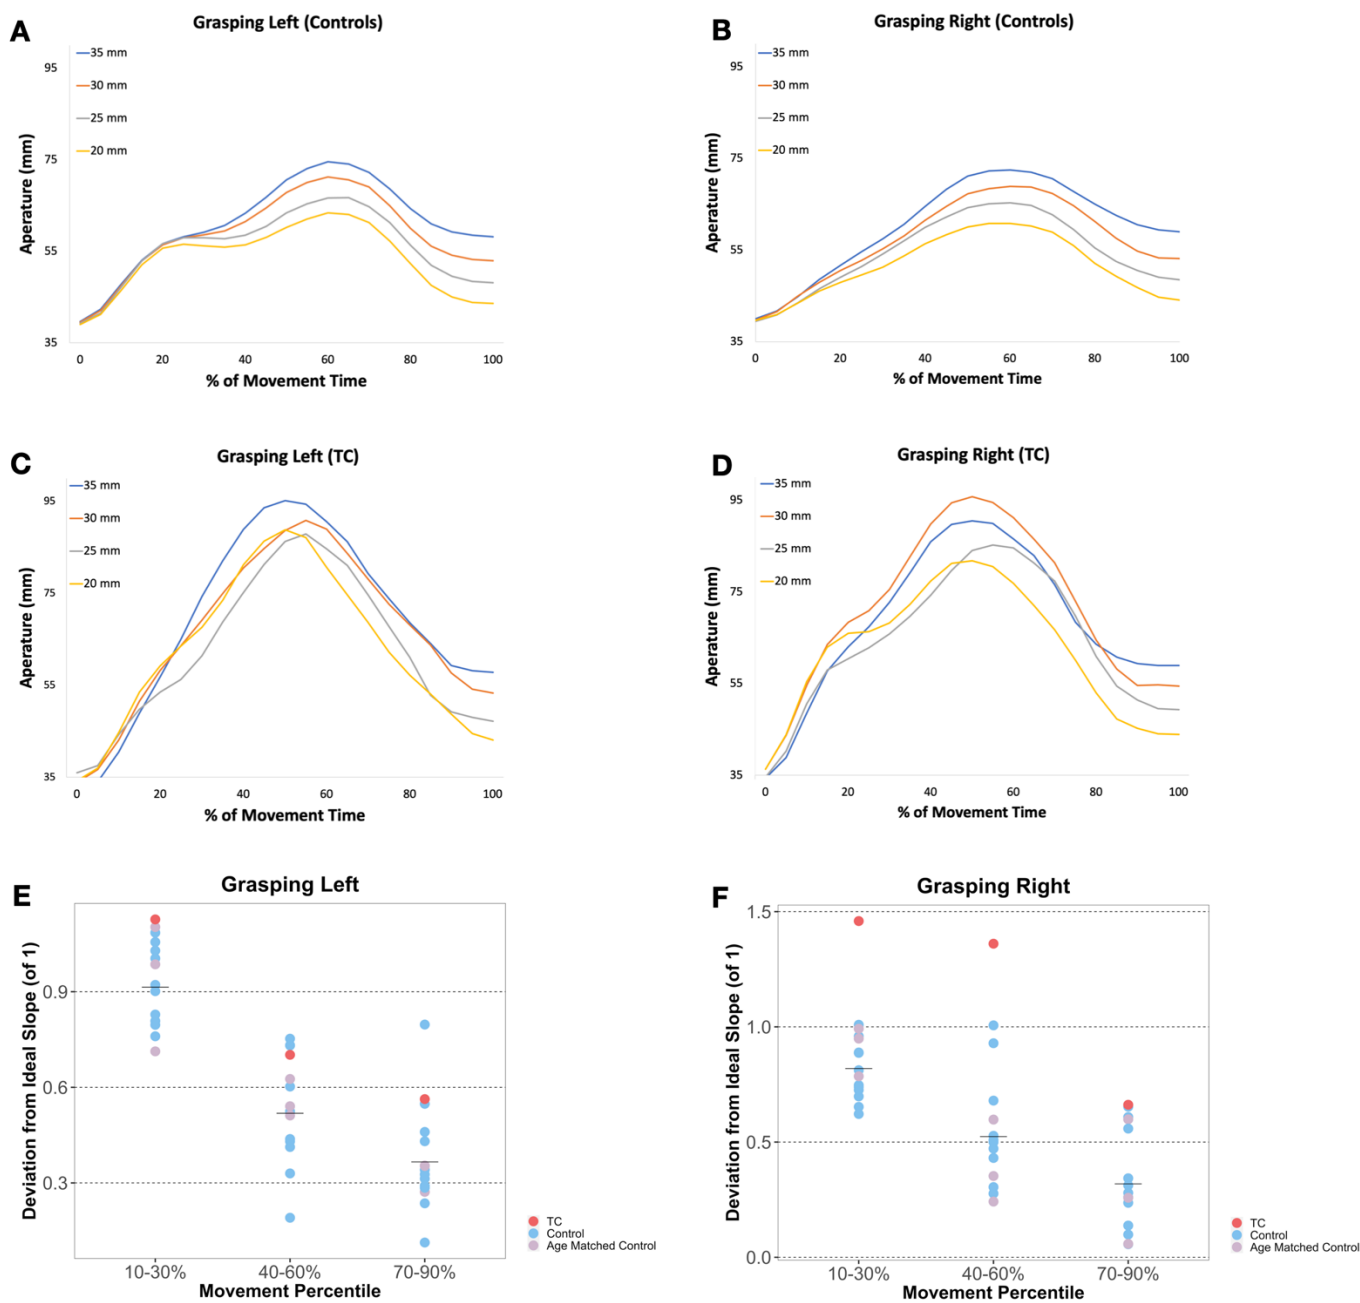 A
Grasping Left (Controls)
35 mm
30 mm
25 mm
20 mm
95
75
55
35
Aperature (mm)
0 20 40 60 80 100
% of Movement Time
B
Grasping Right (Controls)
35 mm
30 mm
25 mm
20 mm
95
75
55
35
Aperature (mm)
0 20 40 60 80 100
% of Movement Time
C
Grasping Left (TC)
35 mm
30 mm
25 mm
20 mm
95
75
55
35
Aperature (mm)
0 20 40 60 80 100
% of Movement Time
D
Grasping Right (TC)
35 mm
30 mm
25 mm
20 mm
95
75
55
35
Aperature (mm)
0 20 40 60 80 100
% of Movement Time
E
Grasping Left
0.9
0.6
0.3
Deviation from Ideal Slope (of 1)
10-30% 40-60% 70-90%
Movement Percentile
TC
Control
Age Matched Control
F
Grasping Right
1.5
1.0
0.5
0.0
Deviation from Ideal Slope (of 1)
10-30% 40-60% 70-90%
Movement Percentile
TC
Control
Age Matched Control